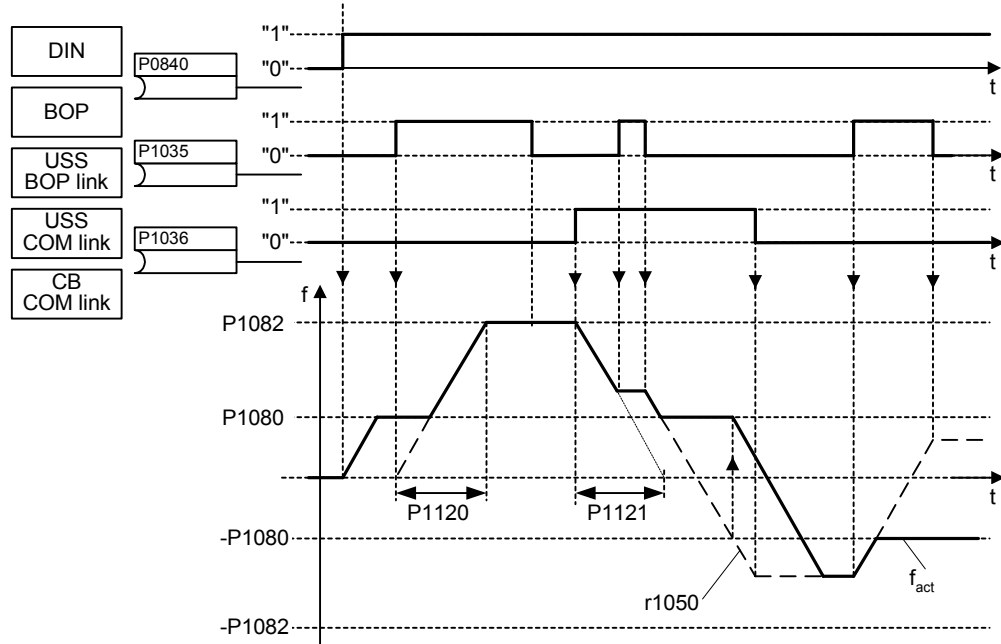 DIN
BOP
USS
BOP link
USS
COM link
CB
COM link
P0840
P1035
P1036
"1"
"0"
t
"1"
"0"
t
"1"
"0"
t
f
P1082
P1080
-P1080
-P1082
P1120
P1121
r1050
fact
t